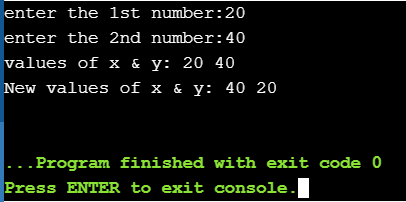 enter the 1st number:20
enter the 2nd number:40
values of x & y: 20 40
New values of x & y: 40 20
...Program finished with exit code 0
Press ENTER to exit console.